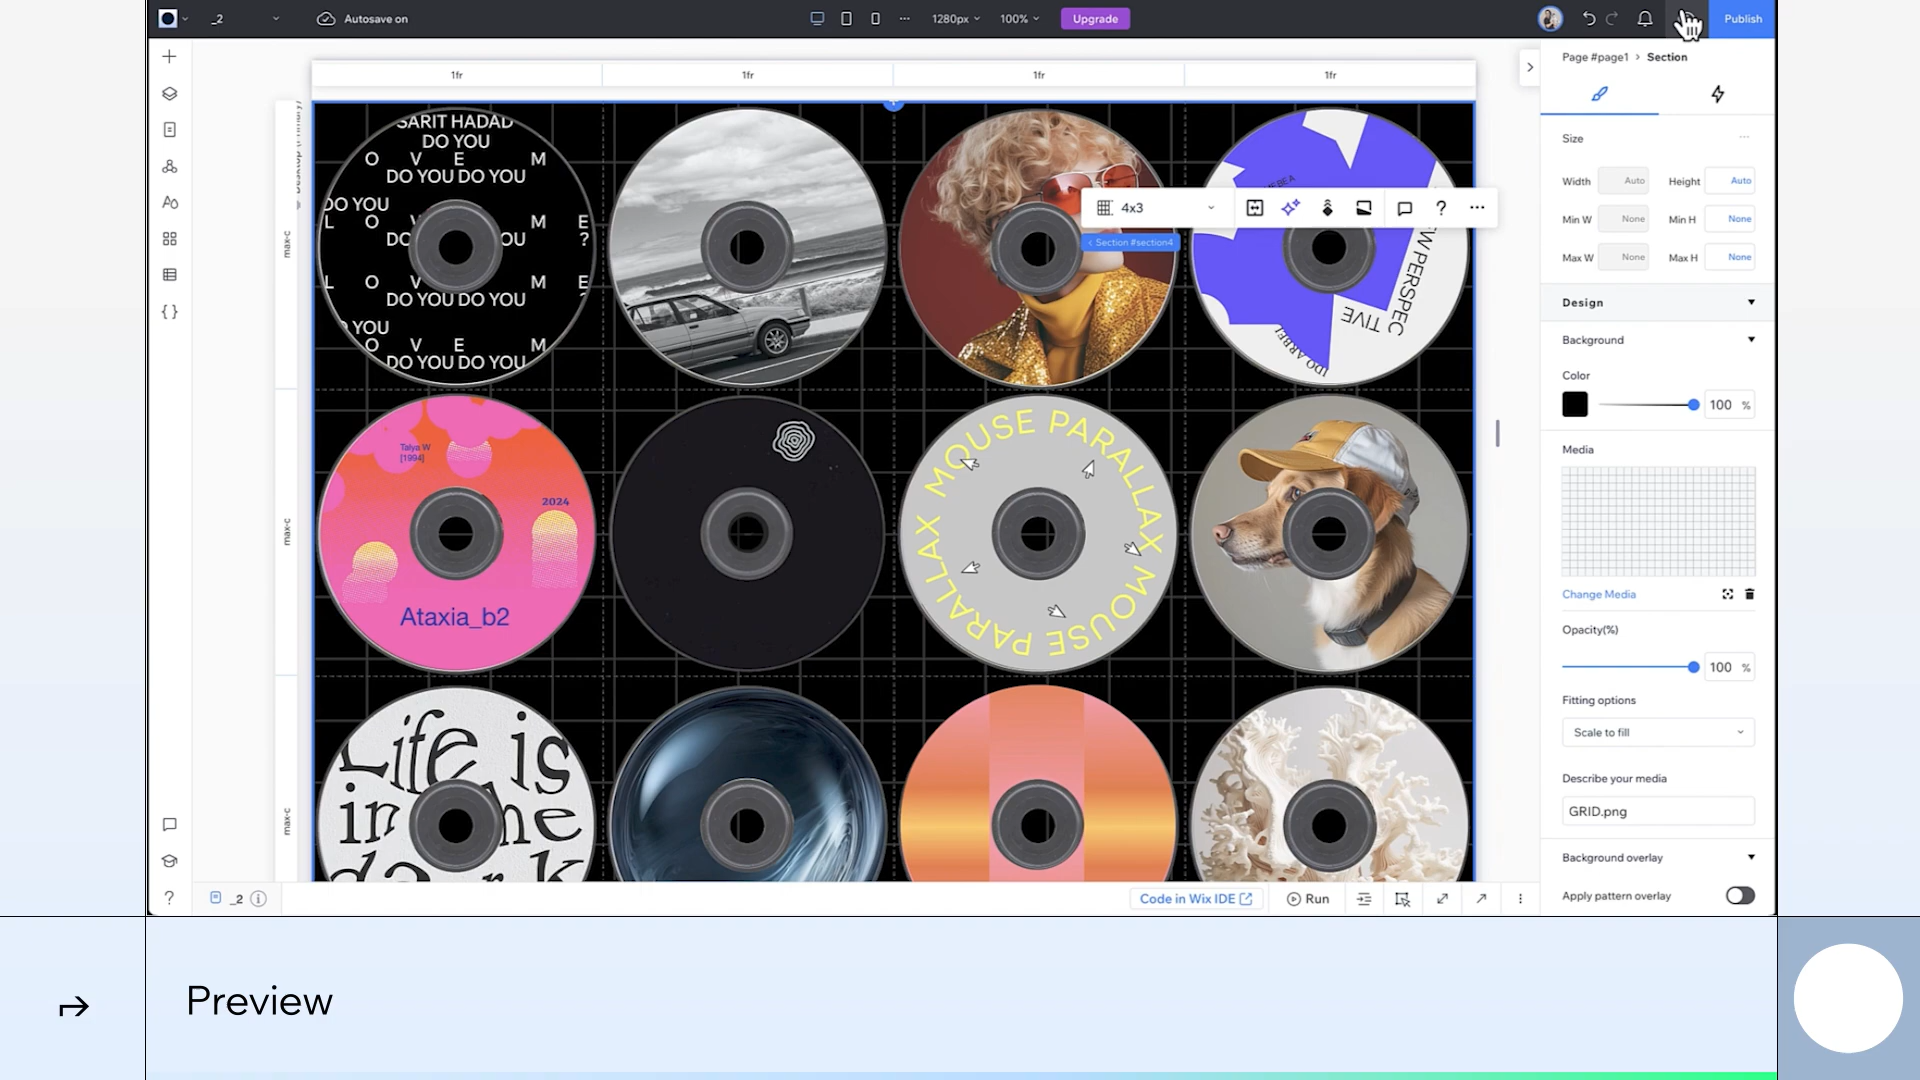 _2
Autosave on
1280px
100%
Upgrade
Publish
1fr
1fr
1fr
1fr
Page #page1 > Section
max-c
max-c
max-c
SARIT HADAD
DO YOU
O V E M
DO YOU DO YOU
DO YOU
L O V M E
DO OU ?
L O V E M E
DO YOU DO YOU
YOU
O V E M
DO YOU DO YOU
4x3
?
< Section #section4
EW PERSPEC
TIVE
Talya W
[1994]
2024
Ataxia_b2
MOUSE PARALLAX MOUSE PARALLAX
Life is
Size
Width Auto Height Auto
Min W None Min H None
Max W None Max H None
Design
Background
Color
100 %
Media
Change Media
Opacity(%)
100 %
Fitting options
Scale to fill
Describe your media
GRID.png
Background overlay
Apply pattern overlay
?
_2
Code in Wix IDE
Run
Preview